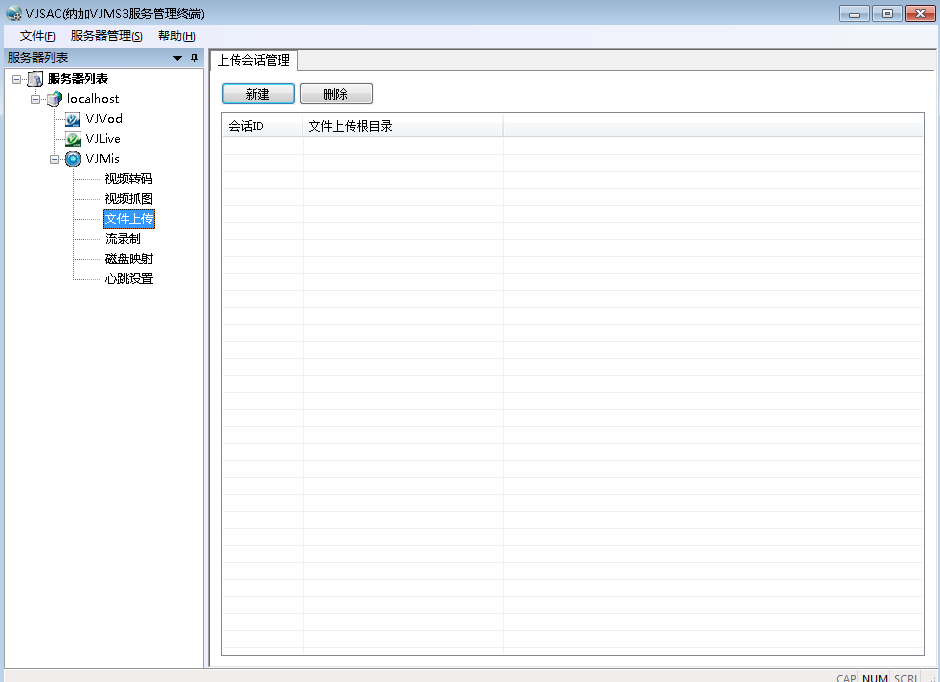 VJSAC(纳加VJMS3服务管理终端)
文件(F) 服务器管理(S) 帮助(H)
服务器列表
服务器列表
localhost
VJVod
VJLive
VJMis
视频转码
视频抓图
文件上传
流录制
磁盘映射
心跳设置
上传会话管理
新建 删除
会话ID 文件上传根目录
CAP NUM SCRL